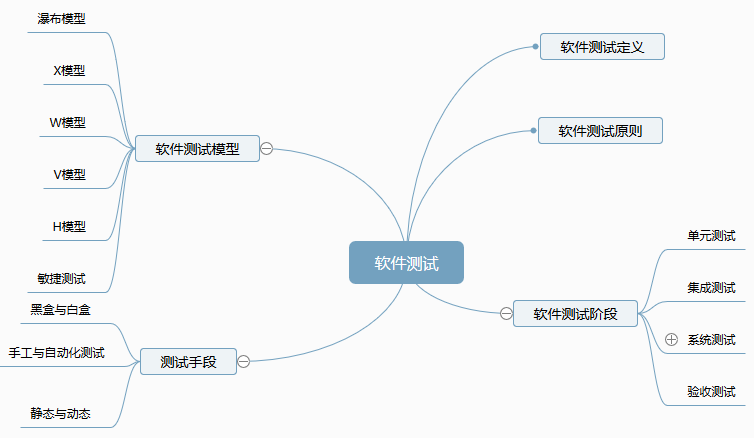 瀑布模型
X模型
W模型
V模型
H模型
敏捷测试
软件测试模型
黑盒与白盒
手工与自动化测试
静态与动态
测试手段
软件测试
软件测试定义
软件测试原则
软件测试阶段
单元测试
集成测试
系统测试
验收测试